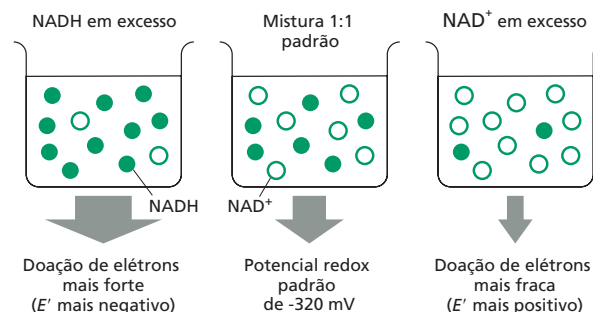 NADH em excesso
Mistura 1:1
padrão
NAD⁺ em excesso
NADH
NAD⁺
Doação de elétrons
mais forte
(E′ mais negativo)
Potencial redox
padrão
de -320 mV
Doação de elétrons
mais fraca
(E′ mais positivo)